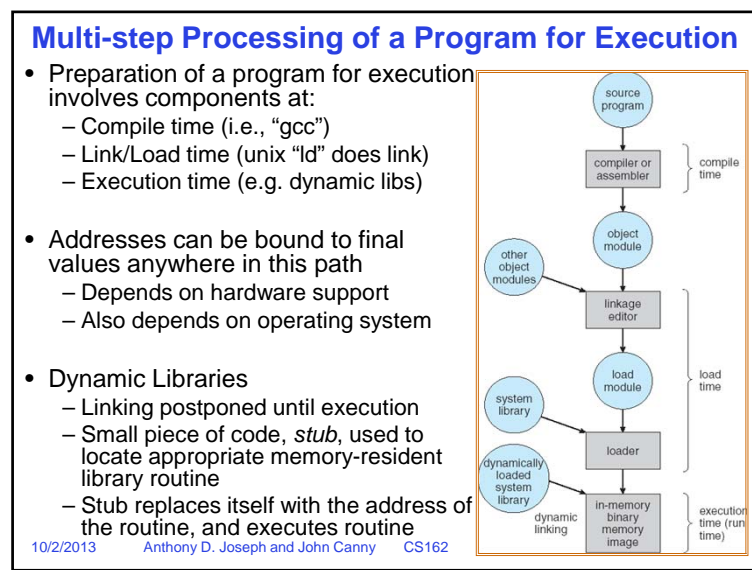 Multi-step Processing of a Program for Execution
• Preparation of a program for execution
involves components at:
– Compile time (i.e., “gcc”)
– Link/Load time (unix “ld” does link)
– Execution time (e.g. dynamic libs)
• Addresses can be bound to final
values anywhere in this path
– Depends on hardware support
– Also depends on operating system
• Dynamic Libraries
– Linking postponed until execution
– Small piece of code, stub, used to
locate appropriate memory-resident
library routine
– Stub replaces itself with the address of
the routine, and executes routine
source
program
compiler or
assembler
compile
time
object
module
other
object
modules
linkage
editor
load
module
load
time
system
library
loader
dynamically
loaded
system
library
dynamic
linking
in-memory
binary
memory
image
execution
time (run
time)
10/2/2013 Anthony D. Joseph and John Canny CS162